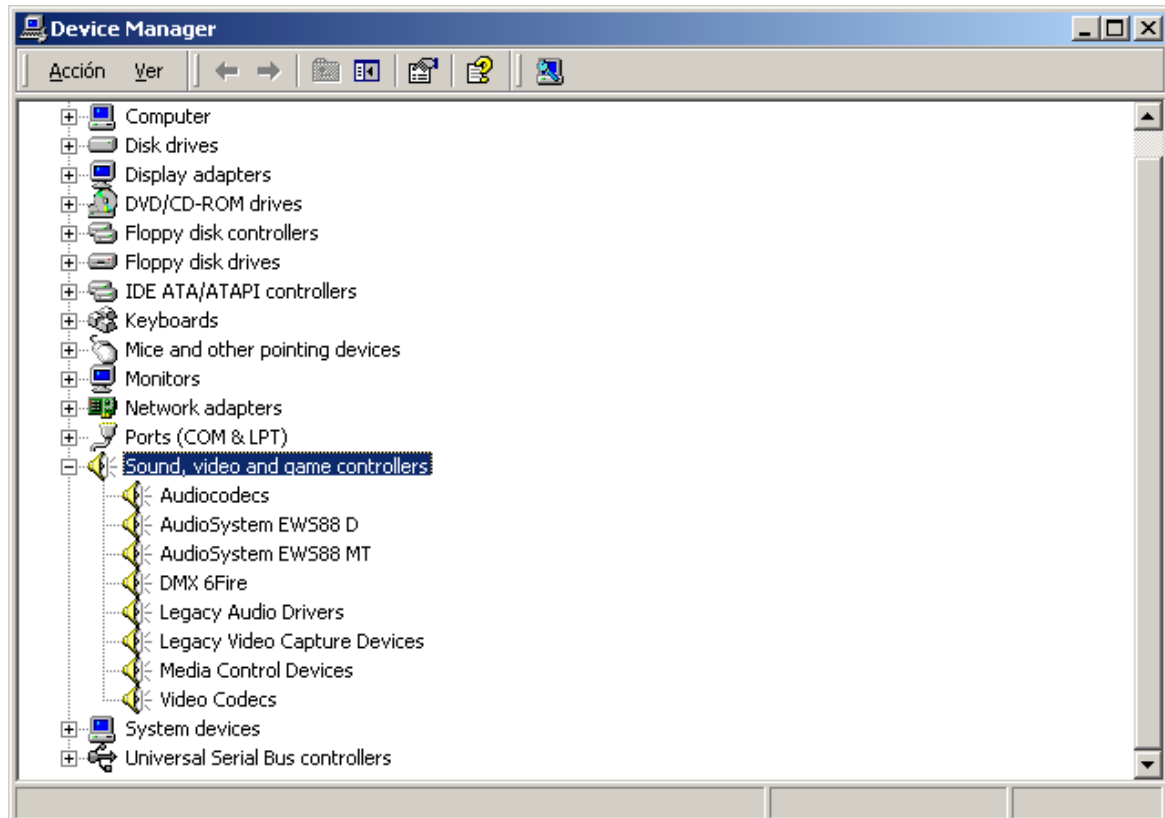 Device Manager
Acción Ver
Computer
Disk drives
Display adapters
DVD/CD-ROM drives
Floppy disk controllers
Floppy disk drives
IDE ATA/ATAPI controllers
Keyboards
Mice and other pointing devices
Monitors
Network adapters
Ports (COM & LPT)
Sound, video and game controllers
Audiocodecs
AudioSystem EWS88 D
AudioSystem EWS88 MT
DMX 6Fire
Legacy Audio Drivers
Legacy Video Capture Devices
Media Control Devices
Video Codecs
System devices
Universal Serial Bus controllers